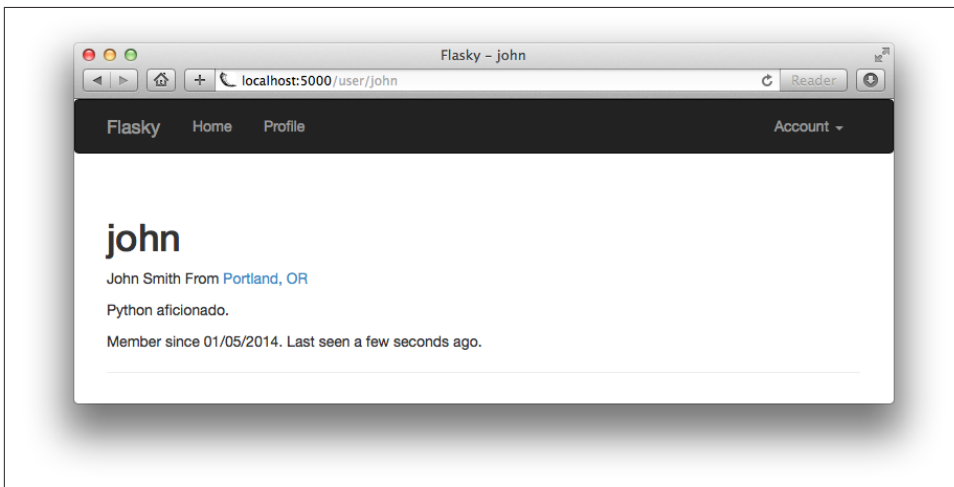 Flasky – john
localhost:5000/user/john
Reader
Flasky Home Profile Account
john
John Smith From Portland, OR
Python aficionado.
Member since 01/05/2014. Last seen a few seconds ago.